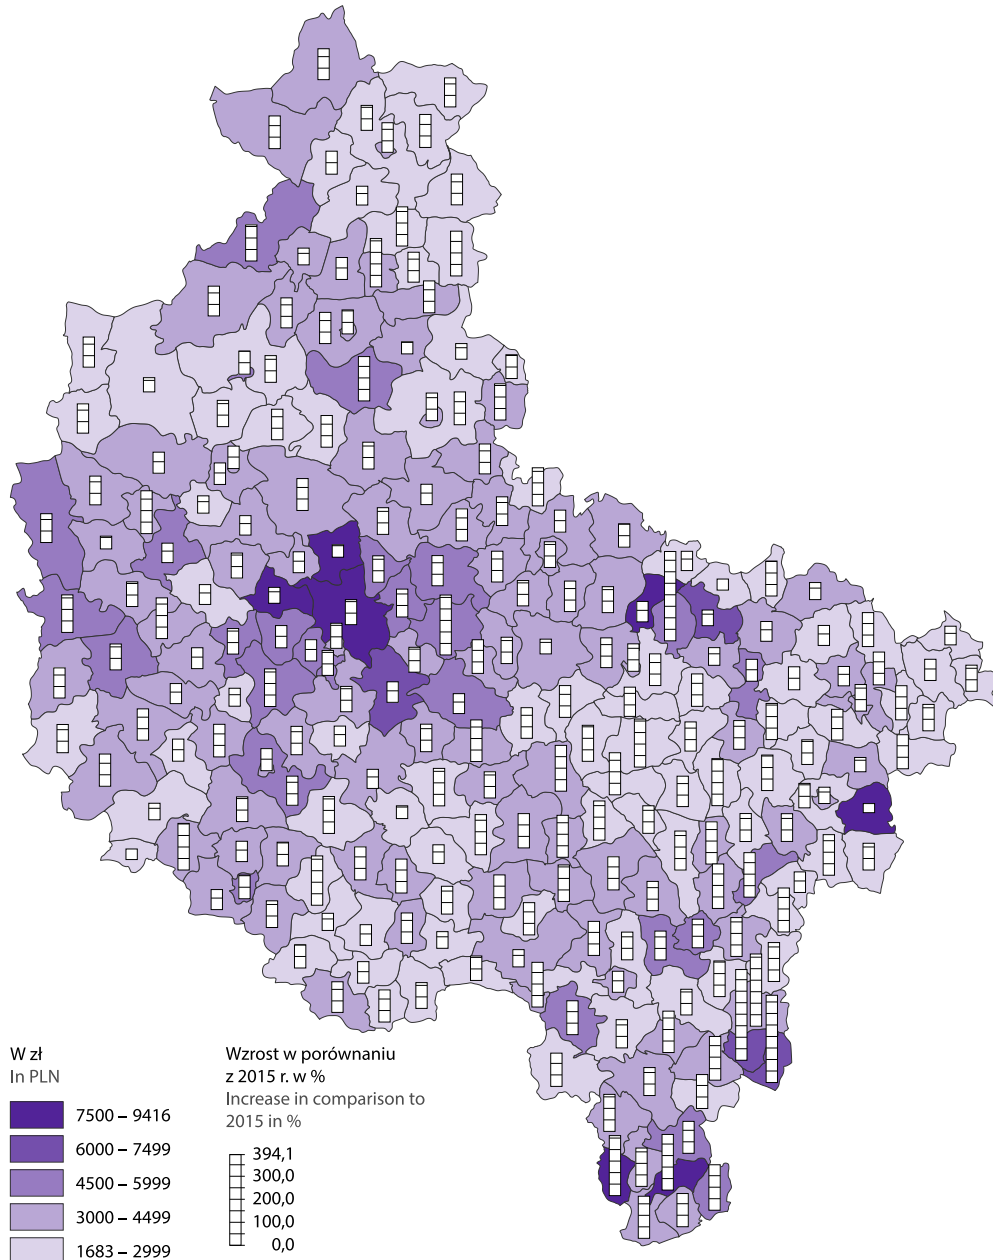 W zł
In PLN
7500 – 9416
6000 – 7499
4500 – 5999
3000 – 4499
1683 – 2999
Wzrost w porównaniu
z 2015 r. w %
Increase in comparison to
2015 in %
394,1
300,0
200,0
100,0
0,0